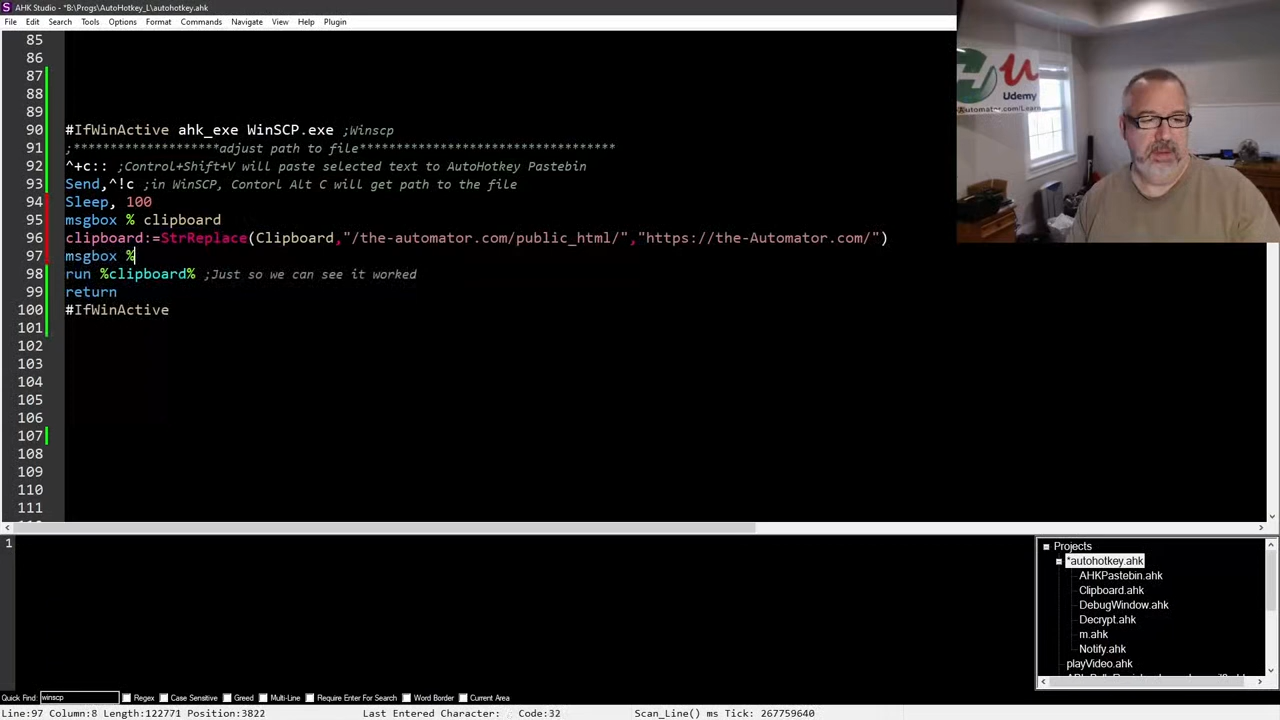 AHK Studio - *B:\Progs\AutoHotkey_L\autohotkey.ahk
File Edit Search Tools Options Format Commands Navigate View Help Plugin
85
86
87
88
89
90 #IfWinActive ahk_exe WinSCP.exe ;Winscp
91 ;********************adjust path to file***********************************
92 ^+c:: ;Control+Shift+V will paste selected text to AutoHotkey Pastebin
93 Send,^!c ;in WinSCP, Contorl Alt C will get path to the file
94 Sleep, 100
95 msgbox % clipboard
96 clipboard:=StrReplace(Clipboard,"/the-automator.com/public_html/","https://the-Automator.com/")
97 msgbox %
98 run %clipboard% ;Just so we can see it worked
99 return
100 #IfWinActive
101
102
103
104
105
106
107
108
109
110
111
1
Udemy
Automator.com/Learn
Projects
*autohotkey.ahk
AHKPastebin.ahk
Clipboard.ahk
DebugWindow.ahk
Decrypt.ahk
m.ahk
Notify.ahk
playVideo.ahk
Quick Find: winscp Regex Case Sensitive Greed Multi-Line Require Enter For Search Word Border Current Area
Line:97 Column:8 Length:122771 Position:3822 Last Entered Character: Code:32 Scan_Line() ms Tick: 267759640